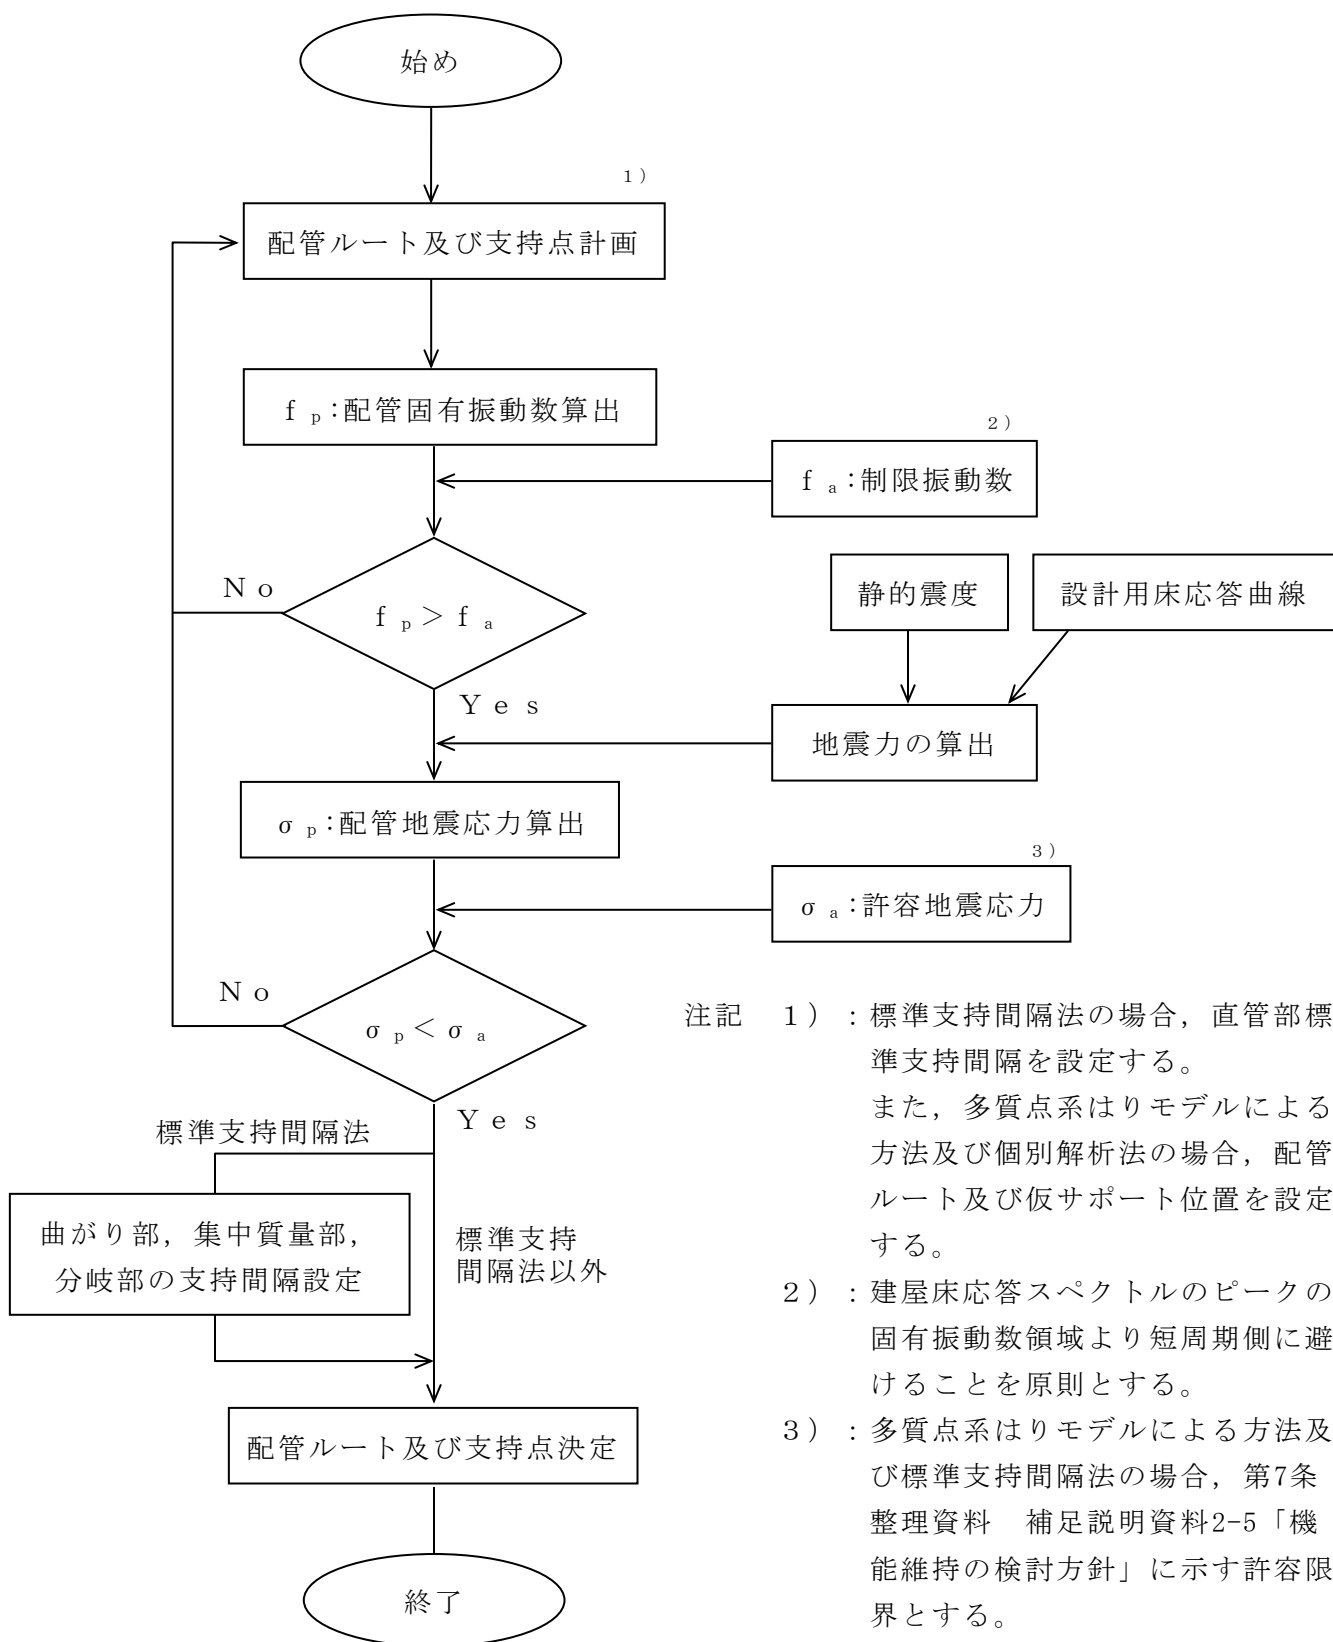 始め
1)
配管ルート及び支持点計画
f p:配管固有振動数算出
2)
f a:制限振動数
No
f p>f a
静的震度
設計用床応答曲線
Yes
地震力の算出
σ p:配管地震応力算出
3)
σ a:許容地震応力
No
σ p<σ a
Yes
標準支持間隔法
曲がり部，集中質量部，
分岐部の支持間隔設定
標準支持
間隔法以外
配管ルート及び支持点決定
終了
注記 1)：標準支持間隔法の場合，直管部標
準支持間隔を設定する。
また，多質点系はりモデルによる
方法及び個別解析法の場合，配管
ルート及び仮サポート位置を設定
する。
2)：建屋床応答スペクトルのピークの
固有振動数領域より短周期側に避
けることを原則とする。
3)：多質点系はりモデルによる方法及
び標準支持間隔法の場合，第7条
整理資料　補足説明資料2-5「機
能維持の検討方針」に示す許容限
界とする。